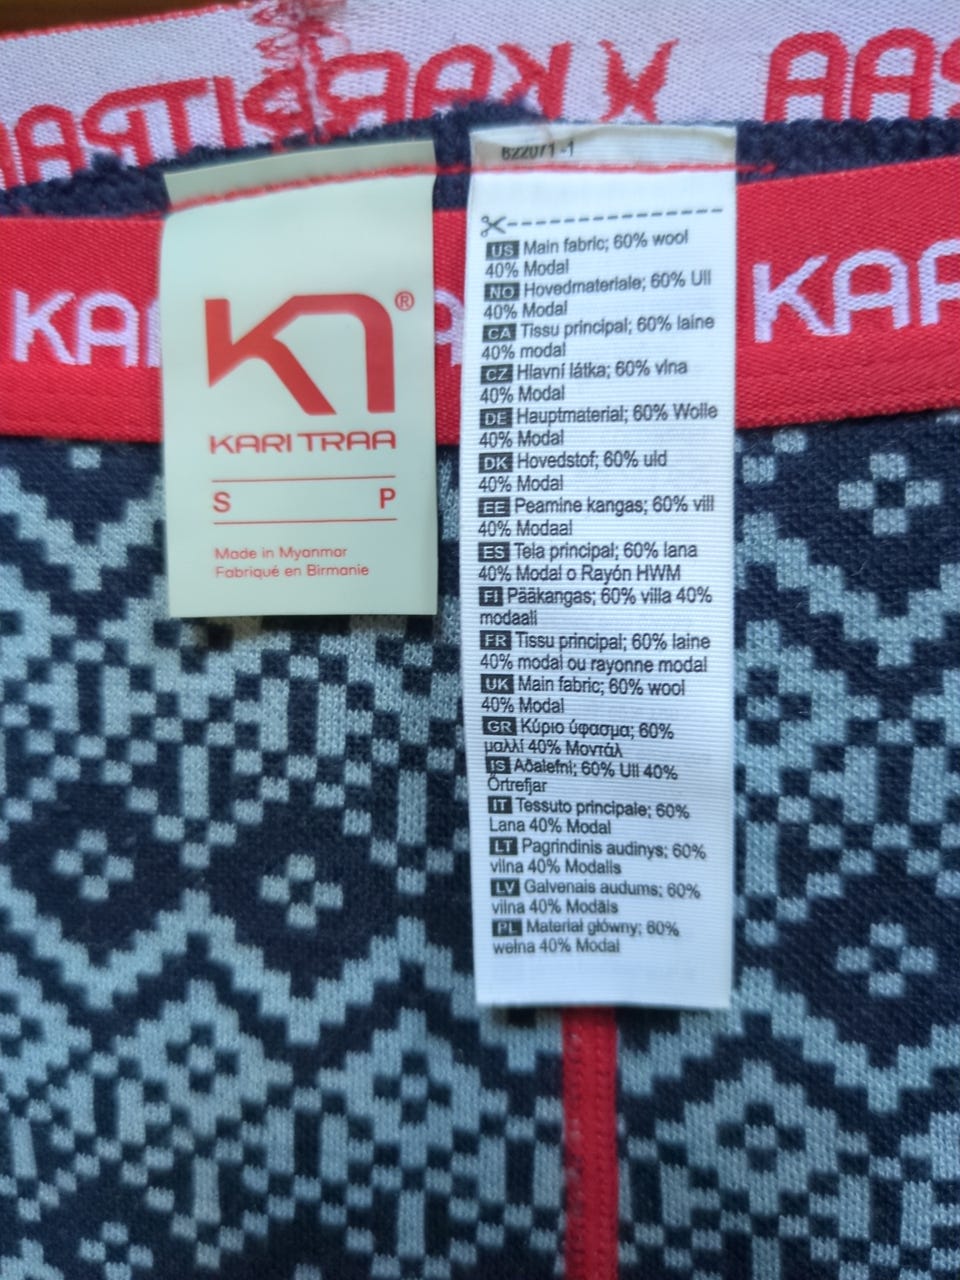 KARI TRAA
KA
KAR
KARI TRAA
®
S P
Made in Myanmar
Fabriqué en Birmanie
622071-1
US Main fabric; 60% wool
40% Modal
NO Hovedmateriale; 60% Ull
40% Modal
CA Tissu principal; 60% laine
40% modal
CZ Hlavní látka; 60% vlna
40% Modal
DE Hauptmaterial; 60% Wolle
40% Modal
DK Hovedstof; 60% uld
40% Modal
EE Peamine kangas; 60% vill
40% Modaal
ES Tela principal; 60% lana
40% Modal o Rayón HWM
FI Pääkangas; 60% villa 40%
modaali
FR Tissu principal; 60% laine
40% modal ou rayonne modal
UK Main fabric; 60% wool
40% Modal
GR Κύριο ύφασμα; 60%
μαλλί 40% Μοντάλ
IS Aðalefni; 60% Ull 40%
Örtrefjar
IT Tessuto principale; 60%
Lana 40% Modal
LT Pagrindinis audinys; 60%
vilna 40% Modalis
LV Galvenais audums; 60%
vilna 40% Modāls
PL Materiał główny; 60%
wełna 40% Modal